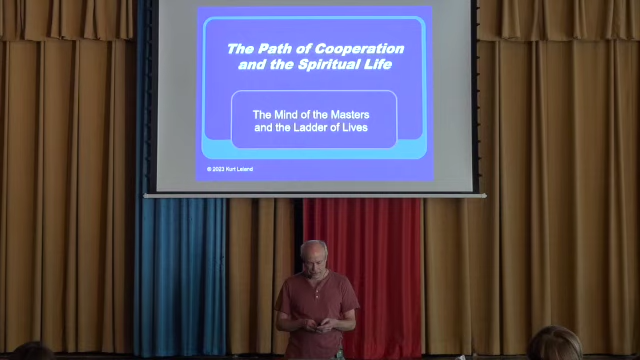 The Path of Cooperation
and the Spiritual Life
The Mind of the Masters
and the Ladder of Lives
© 2023 Kurt Leland